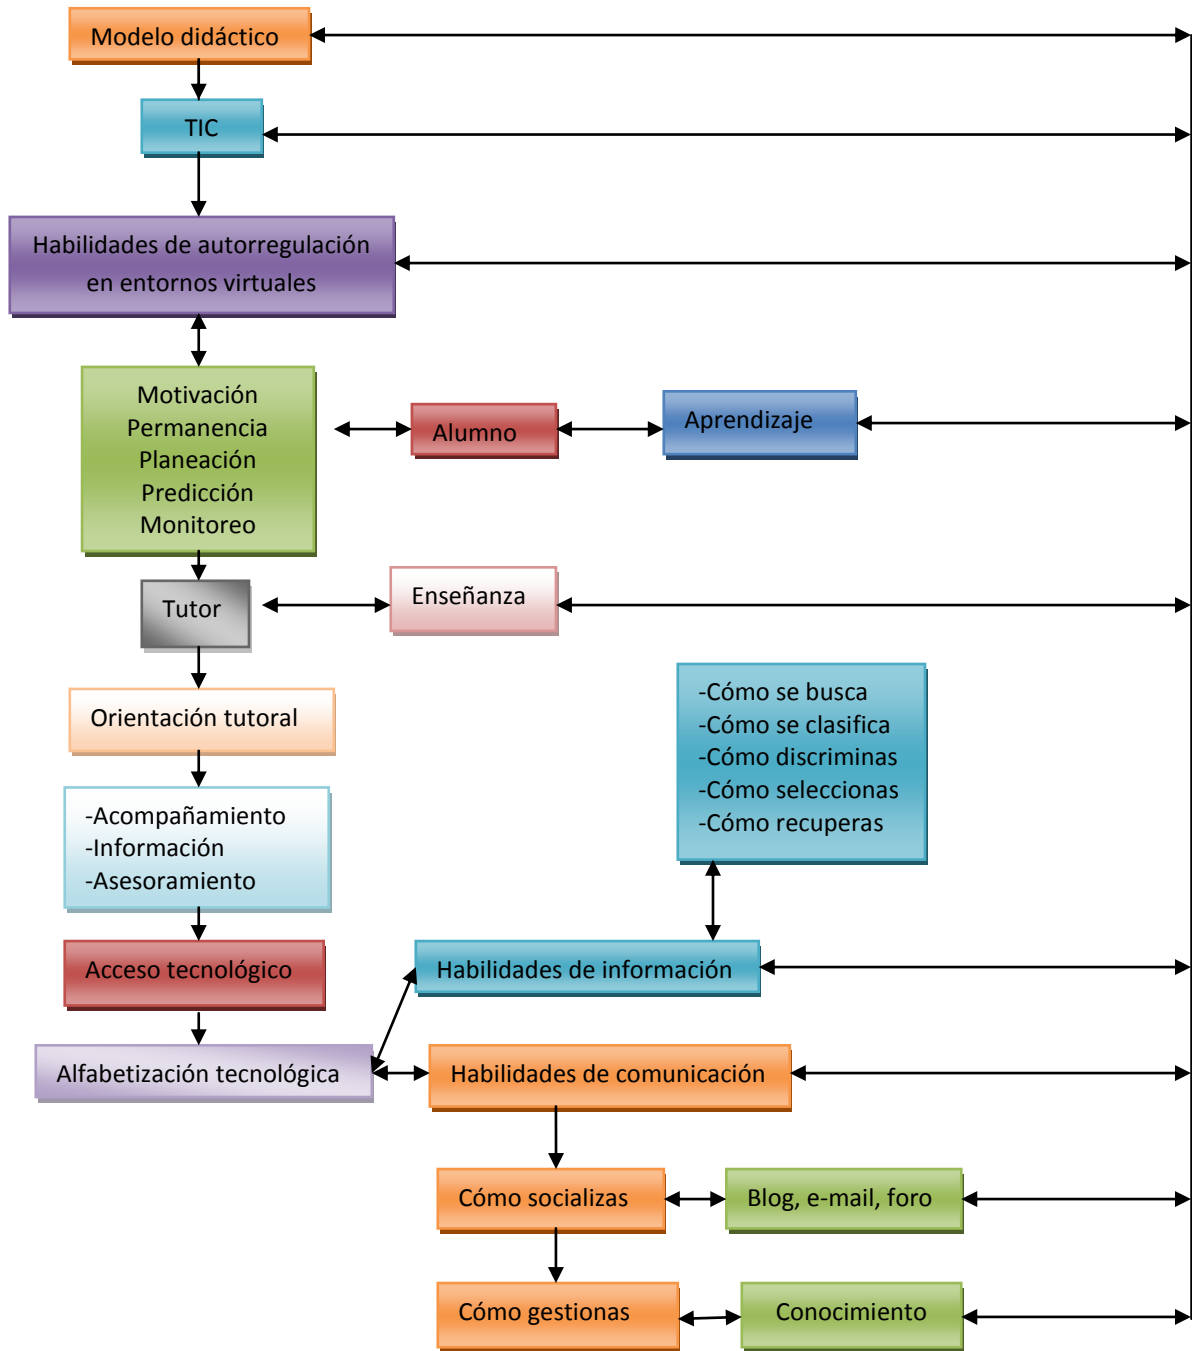 Modelo didáctico
TIC
Habilidades de autorregulación
en entornos virtuales
Motivación
Permanencia
Planeación
Predicción
Monitoreo
Alumno
Aprendizaje
Tutor
Enseñanza
Orientación tutoral
-Cómo se busca
-Cómo se clasifica
-Cómo discriminas
-Cómo seleccionas
-Cómo recuperas
-Acompañamiento
-Información
-Asesoramiento
Acceso tecnológico
Habilidades de información
Alfabetización tecnológica
Habilidades de comunicación
Cómo socializas
Blog, e-mail, foro
Cómo gestionas
Conocimiento